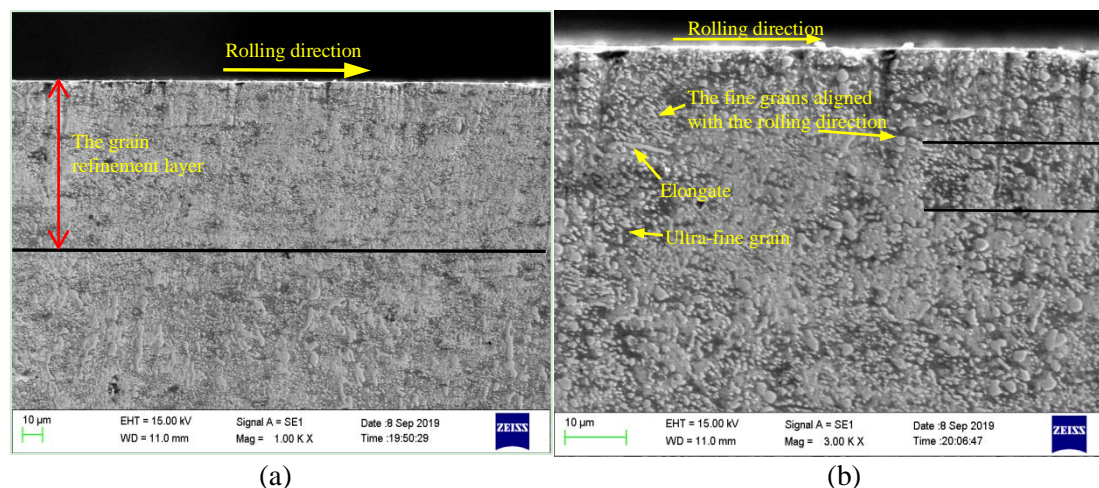 Rolling direction
The grain
refinement layer
10 μm
EHT = 15.00 kV
Signal A = SE1
Date :8 Sep 2019
WD = 11.0 mm
Mag = 1.00 K X
Time :19:50:29
ZEISS
(a)
Rolling direction
The fine grains aligned
with the rolling direction
Elongate
Ultra-fine grain
10 μm
EHT = 15.00 kV
Signal A = SE1
Date :8 Sep 2019
WD = 11.0 mm
Mag = 3.00 K X
Time :20:06:47
ZEISS
(b)